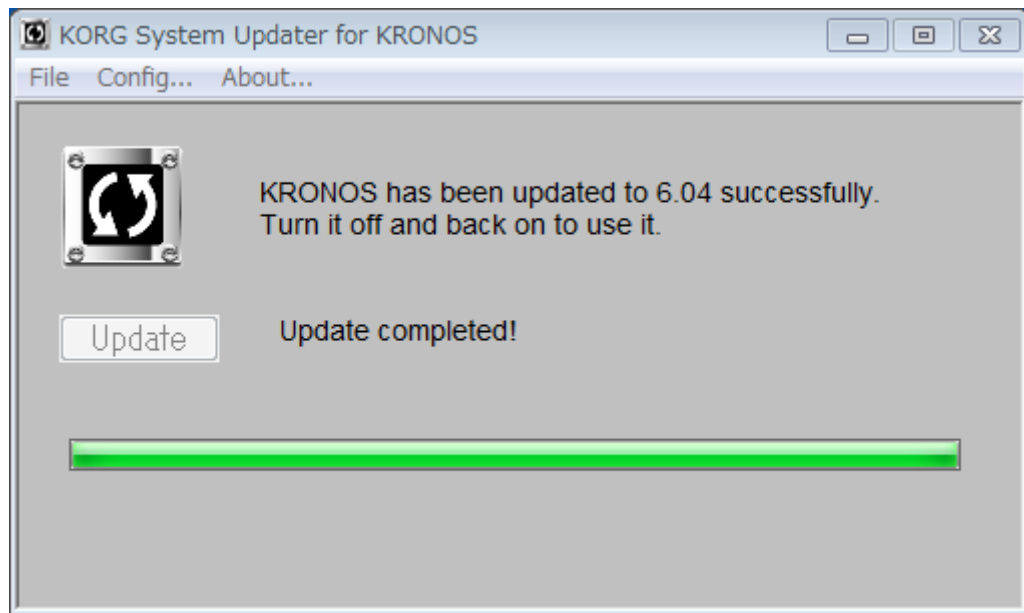 KORG System Updater for KRONOS
File Config... About...
KRONOS has been updated to 6.04 successfully.
Turn it off and back on to use it.
Update
Update completed!